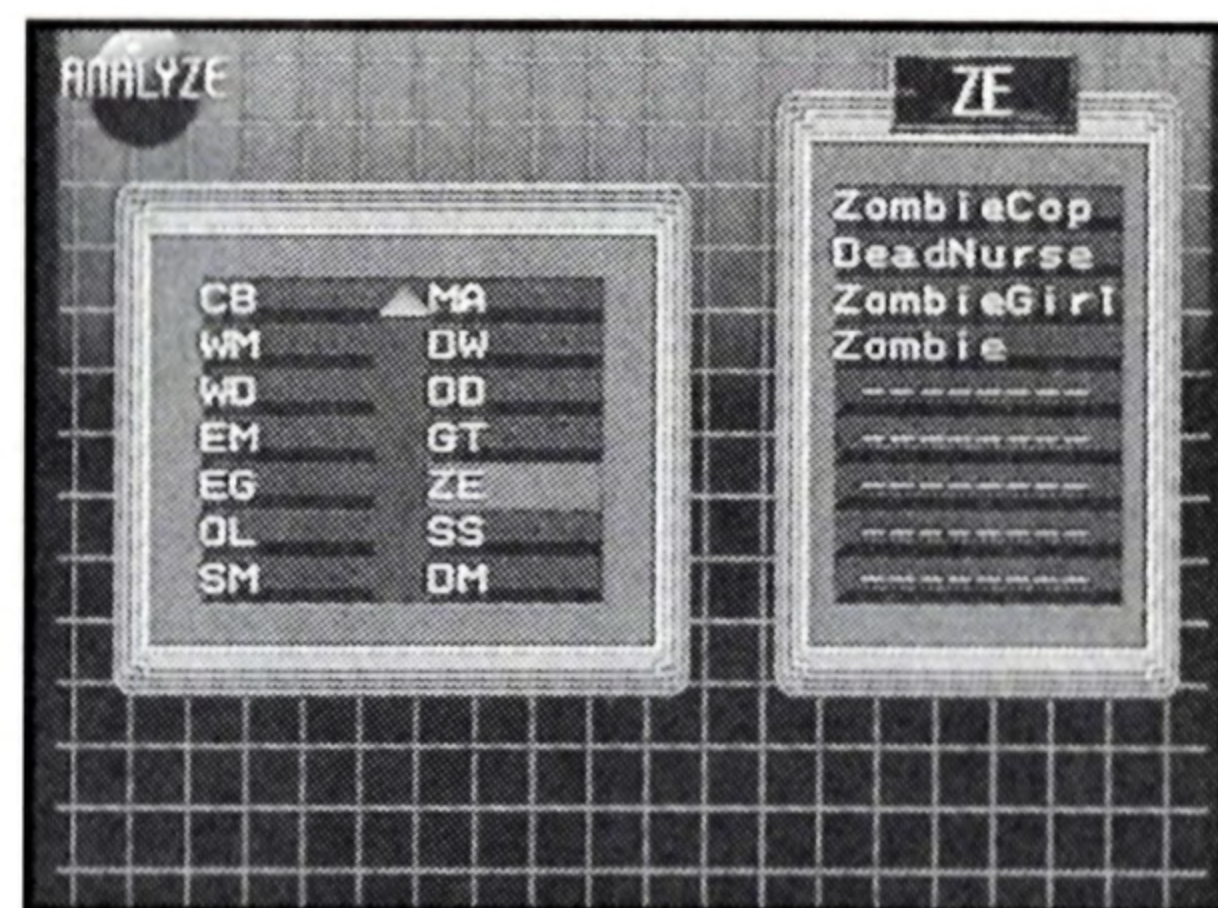 ANALYZE
ZE
CB MA
WM DW
WD OD
EM GT
EG ZE
OL SS
SM DM
ZombieCop
DeadNurse
ZombieGirl
Zombie
--------
--------
--------
--------
--------